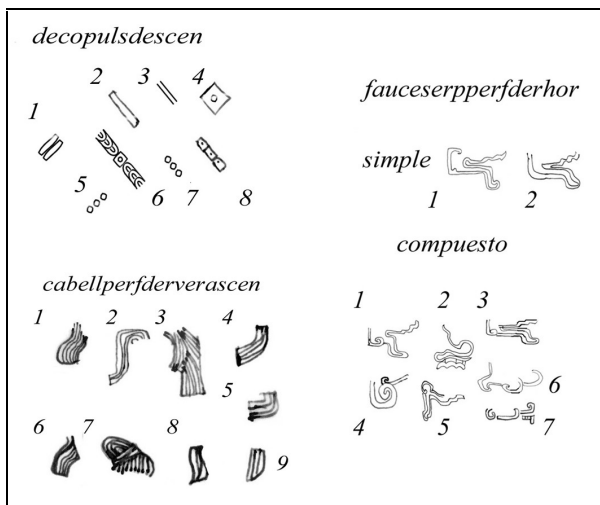 decopulsdescen
2 3 4
1
5 6 7 8
fauceserpperfderhor
simple
1 2
compuesto
1 2 3
6
4 5 7
cabellperfderverascen
1 2 3 4
5
6 7 8 9